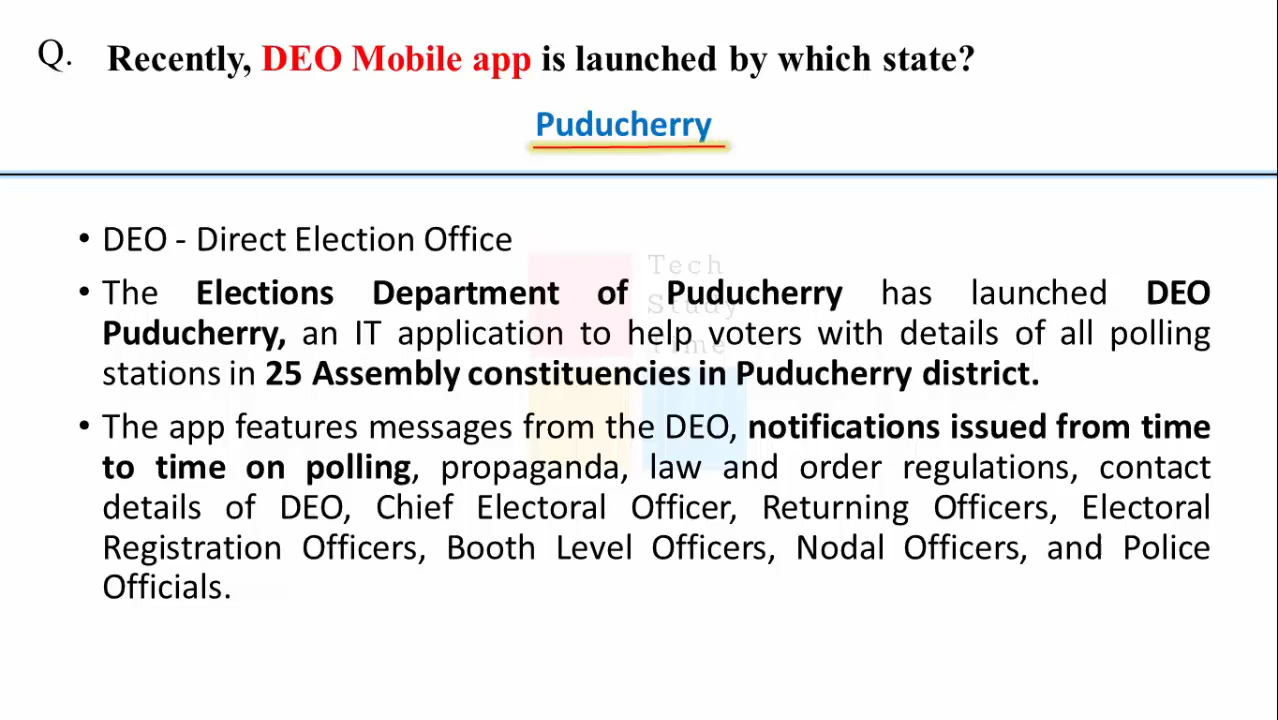 Q. Recently, DEO Mobile app is launched by which state?
Puducherry
• DEO - Direct Election Office
Tech
• The Elections Department of Puducherry has launched DEO
Study
Puducherry, an IT application to help voters with details of all polling
Time
stations in 25 Assembly constituencies in Puducherry district.
• The app features messages from the DEO, notifications issued from time
to time on polling, propaganda, law and order regulations, contact
details of DEO, Chief Electoral Officer, Returning Officers, Electoral
Registration Officers, Booth Level Officers, Nodal Officers, and Police
Officials.